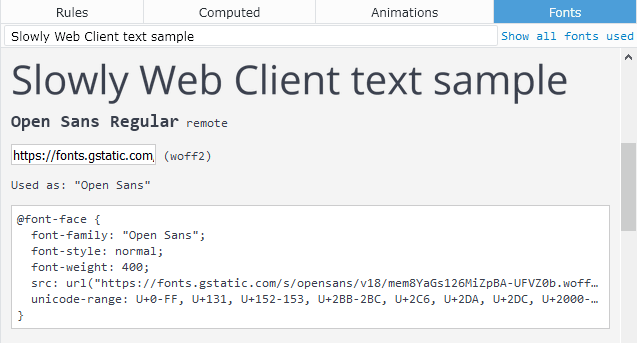 Rules Computed Animations Fonts
Slowly Web Client text sample Show all fonts used
Slowly Web Client text sample
Open Sans Regular remote
https://fonts.gstatic.com, (woff2)
Used as: "Open Sans"
@font-face {
font-family: "Open Sans";
font-style: normal;
font-weight: 400;
src: url("https://fonts.gstatic.com/s/opensans/v18/mem8YaGs126MiZpBA-UFVZ0b.woff…
unicode-range: U+0-FF, U+131, U+152-153, U+2BB-2BC, U+2C6, U+2DA, U+2DC, U+2000-…
}